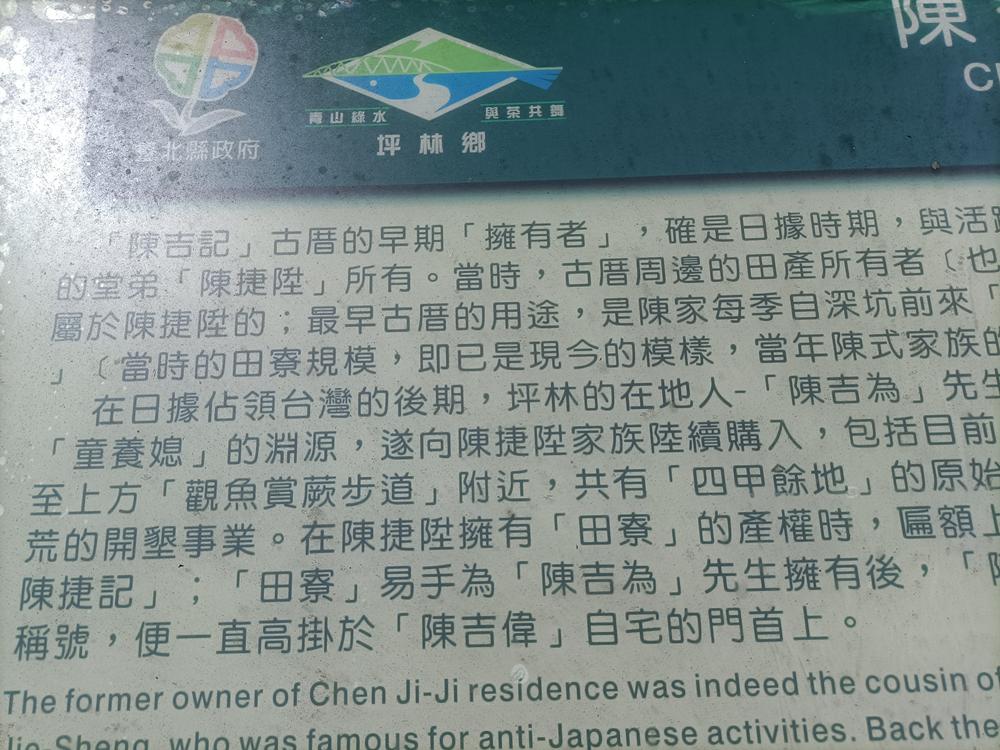 陳
青山綠水
與茶共舞
北縣政府
坪林鄉
「陳吉記」古厝的早期「擁有者」，確是日據時期，與活
的堂弟「陳捷陞」所有。當時，古厝周邊的田產所有者〔也
屬於陳捷陞的；最早古厝的用途，是陳家每季自深坑前來「
」〔當時的田寮規模，即已是現今的模樣，當年陳式家族的
在日據佔領台灣的後期，坪林的在地人-「陳吉為」先生
「童養媳」的淵源，遂向陳捷陞家族陸續購入，包括目前
至上方「觀魚賞蕨步道」附近，共有「四甲餘地」的原始
荒的開墾事業。在陳捷陞擁有「田寮」的產權時，匾額上
陳捷記」；「田寮」易手為「陳吉為」先生擁有後，「
稱號，便一直高掛於「陳吉偉」自宅的門首上。
The former owner of Chen Ji-Ji residence was indeed the cousin of
Jie-Sheng, who was famous for anti-Japanese activities. Back the